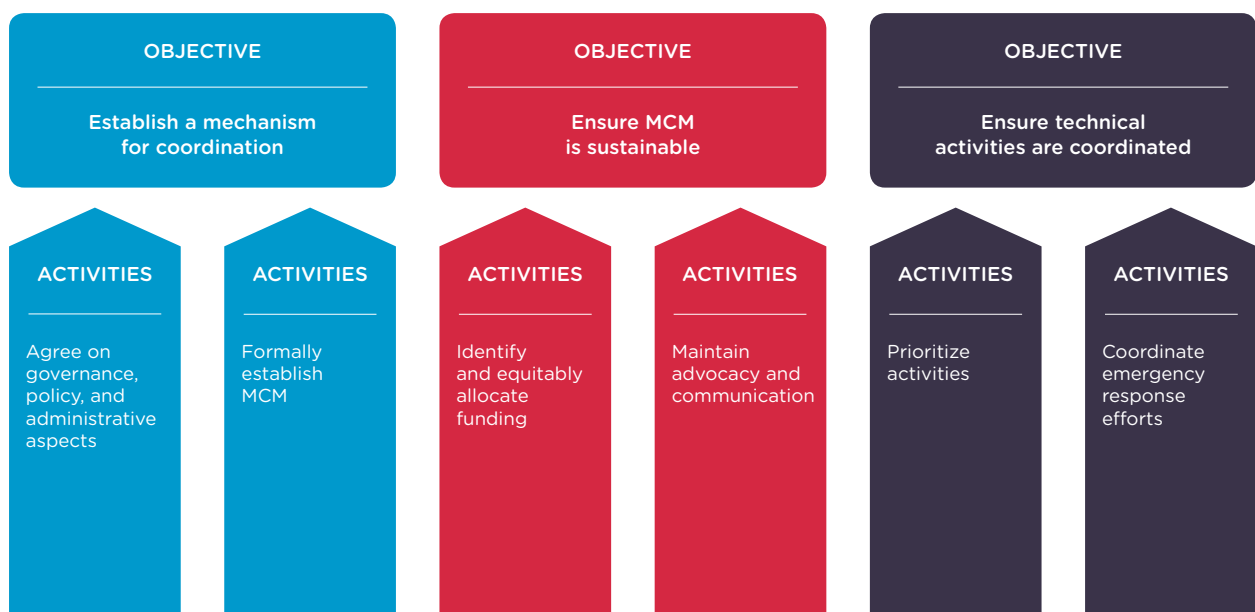 OBJECTIVE
Establish a mechanism
for coordination
OBJECTIVE
Ensure MCM
is sustainable
OBJECTIVE
Ensure technical
activities are coordinated
ACTIVITIES
Agree on
governance,
policy, and
administrative
aspects
ACTIVITIES
Formally
establish
MCM
ACTIVITIES
Identify
and equitably
allocate
funding
ACTIVITIES
Maintain
advocacy and
communication
ACTIVITIES
Prioritize
activities
ACTIVITIES
Coordinate
emergency
response
efforts